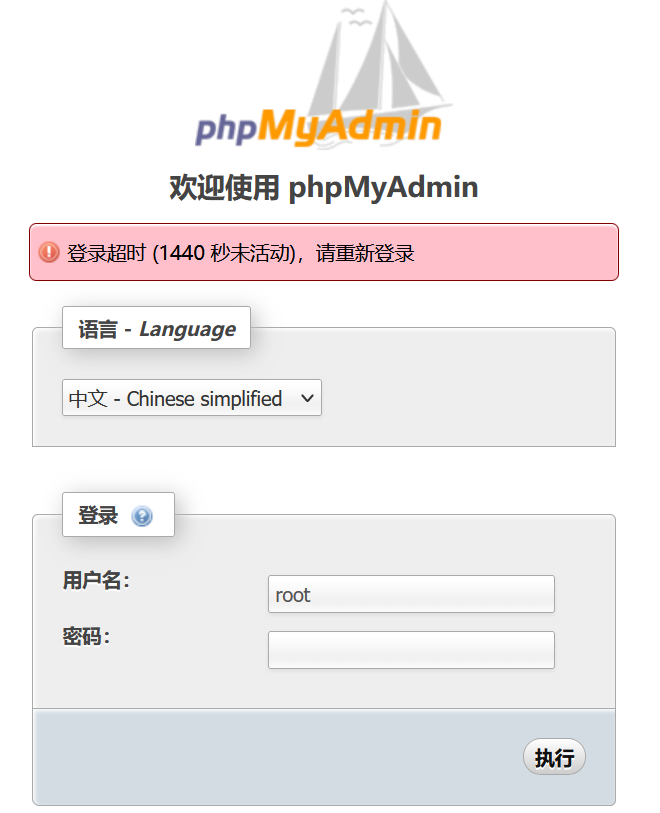 phpMyAdmin
欢迎使用 phpMyAdmin
登录超时 (1440 秒未活动)，请重新登录
语言 - Language
中文 - Chinese simplified
登录
用户名：
root
密码：
执行